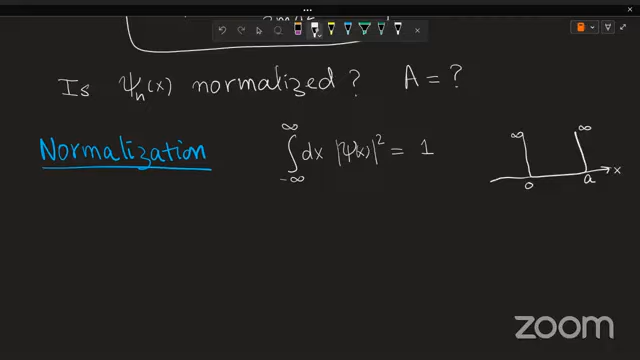 Is ψₙ(x) normalized? A = ?
Normalization ∫_{-∞}^{∞} dx |ψ(x)|² = 1
∞ ∞
0 a x
zoom